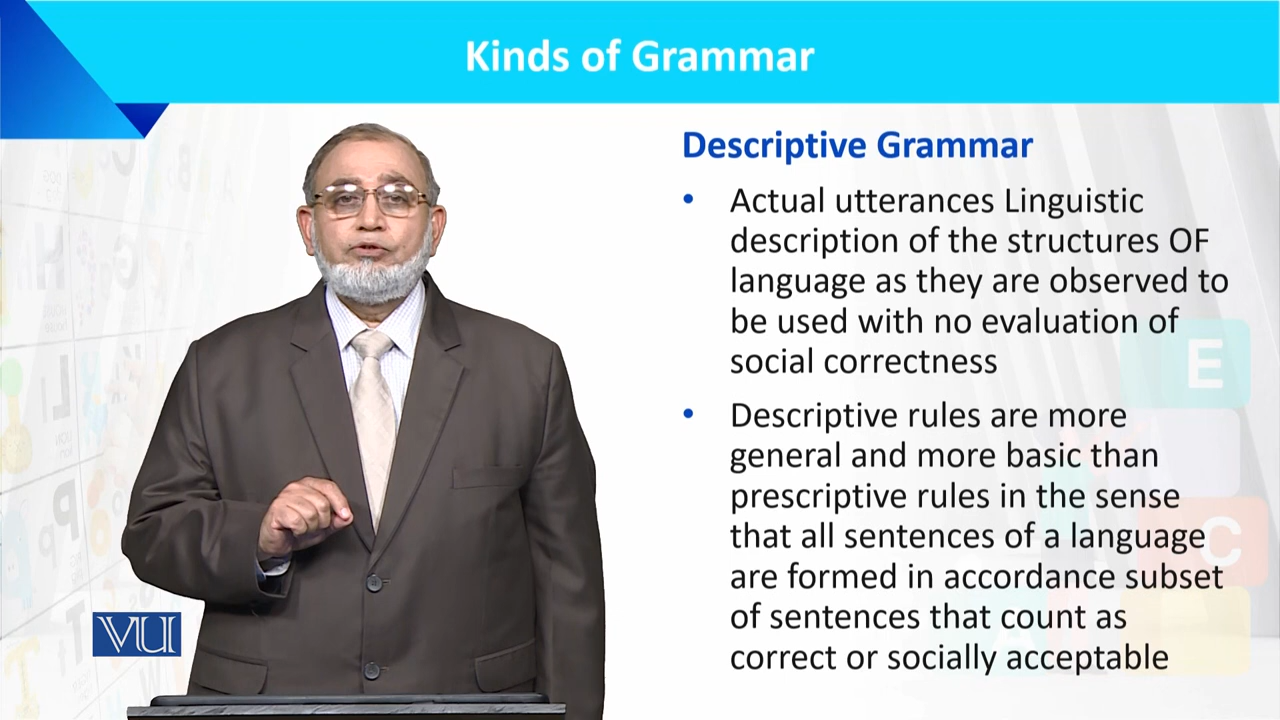 Kinds of Grammar
Descriptive Grammar
• Actual utterances Linguistic
description of the structures OF
language as they are observed to
be used with no evaluation of
social correctness
• Descriptive rules are more
general and more basic than
prescriptive rules in the sense
that all sentences of a language
are formed in accordance subset
of sentences that count as
correct or socially acceptable
VU
E
C